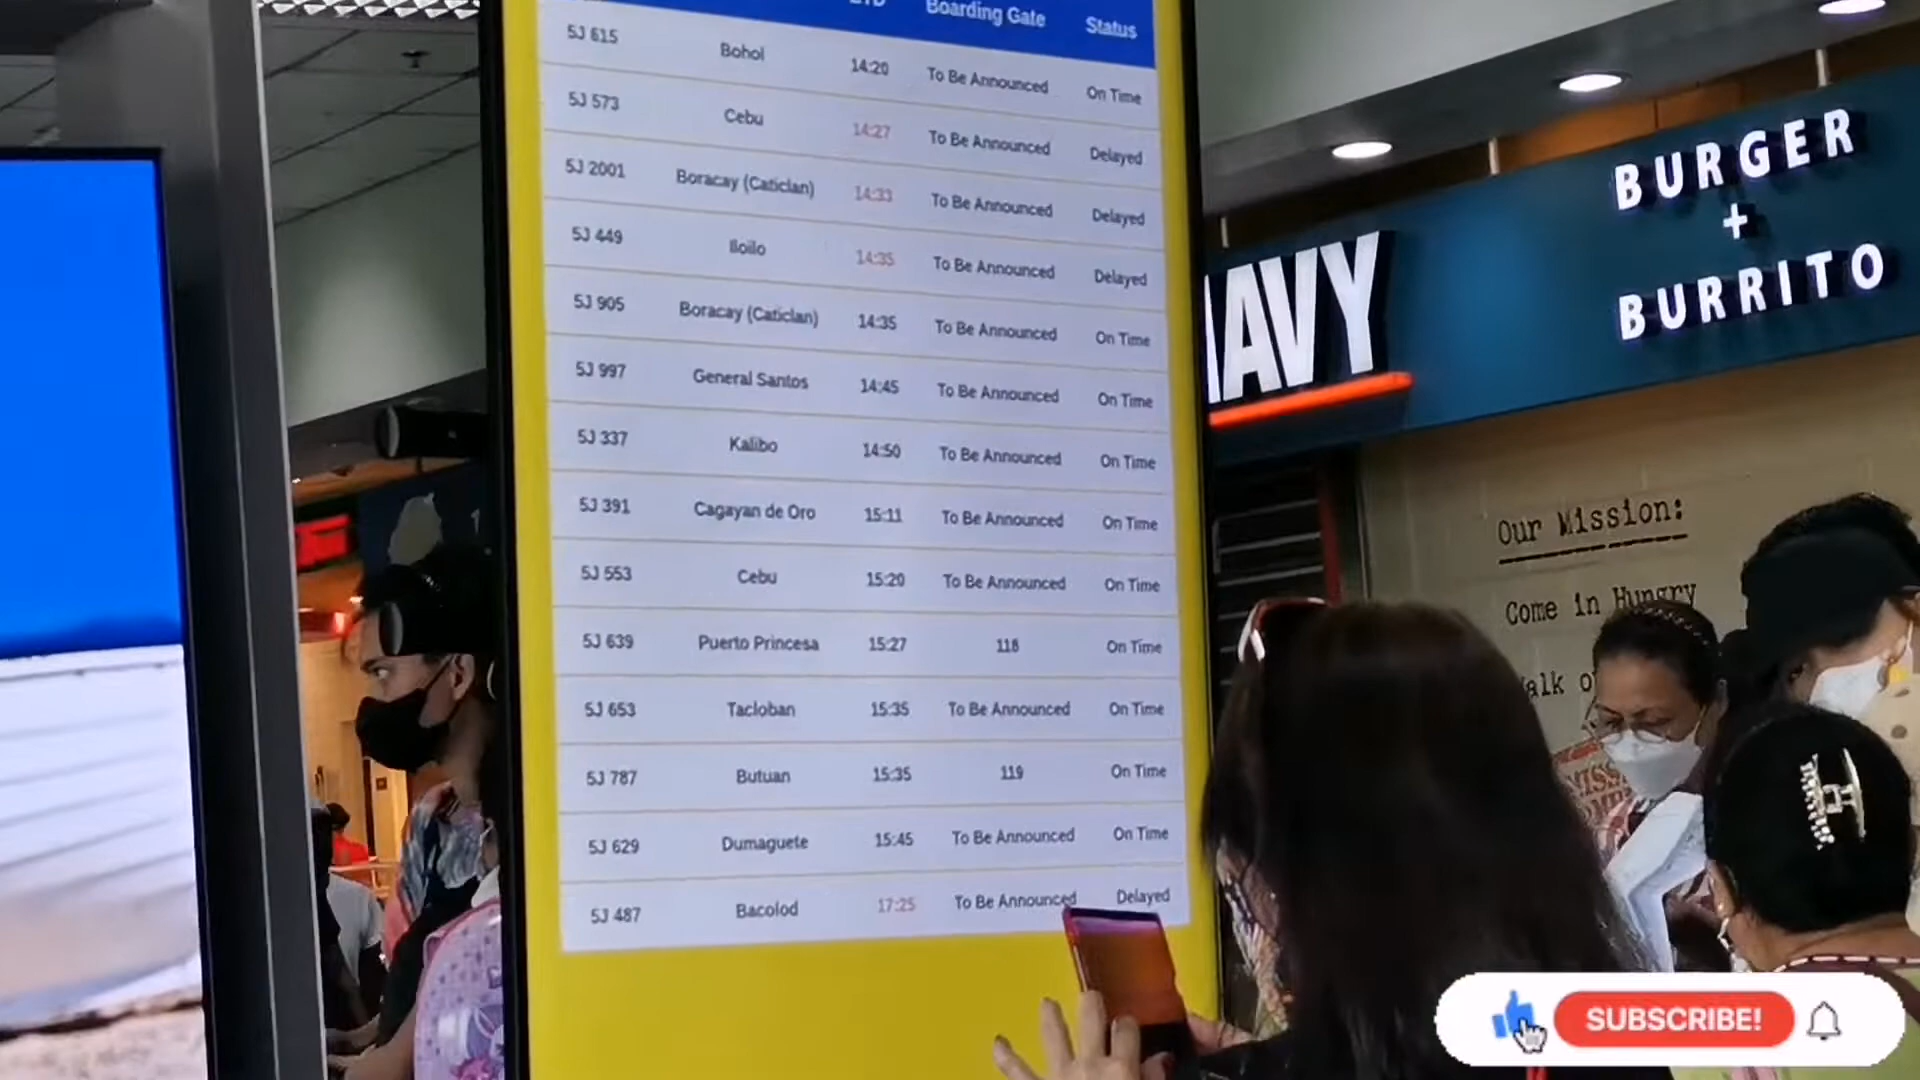 Boarding Gate Status
5J 615 Bohol 14:20 To Be Announced On Time
5J 573 Cebu 14:27 To Be Announced Delayed
5J 2001 Boracay (Caticlan) 14:33 To Be Announced Delayed
5J 449 Iloilo 14:35 To Be Announced Delayed
5J 905 Boracay (Caticlan) 14:35 To Be Announced On Time
5J 997 General Santos 14:45 To Be Announced On Time
5J 337 Kalibo 14:50 To Be Announced On Time
5J 391 Cagayan de Oro 15:11 To Be Announced On Time
5J 553 Cebu 15:20 To Be Announced On Time
5J 639 Puerto Princesa 15:27 118 On Time
5J 653 Tacloban 15:35 To Be Announced On Time
5J 787 Butuan 15:35 119 On Time
5J 629 Dumaguete 15:45 To Be Announced On Time
5J 487 Bacolod 17:25 To Be Announced Delayed
AVY
BURGER
+
BURRITO
Our Mission:
Come in Hungry
alk o
SUBSCRIBE!